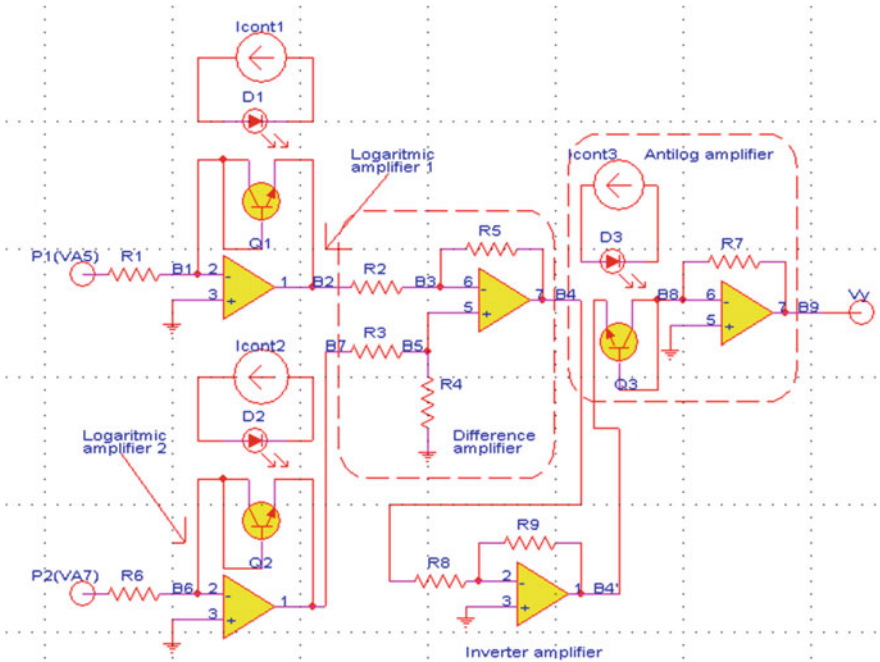 Icont1
D1
Logaritmic
amplifier 1
Icont3
Antilog amplifier
P1(VA5)
R1
B1
2
-
3
+
Q1
1
B2
R2
B3
R5
6
-
5
+
7
B4
D3
B8
R7
6
-
5
+
7
B9
Vy
Q3
Icont2
D2
B7
R3
B5
R4
Difference
amplifier
Logaritmic
amplifier 2
P2(VA7)
R6
B6
2
-
3
+
Q2
1
R8
R9
2
-
3
+
1
B4'
Inverter amplifier